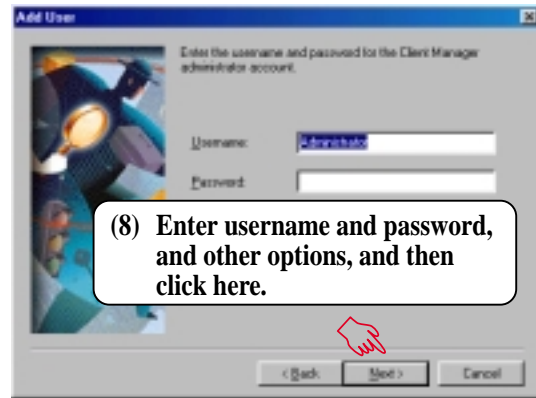 Add User
Enter the username and password for the Client Manager
administrator account.
Username: Administrator
Password:
(8) Enter username and password,
and other options, and then
click here.
< Back Next > Cancel